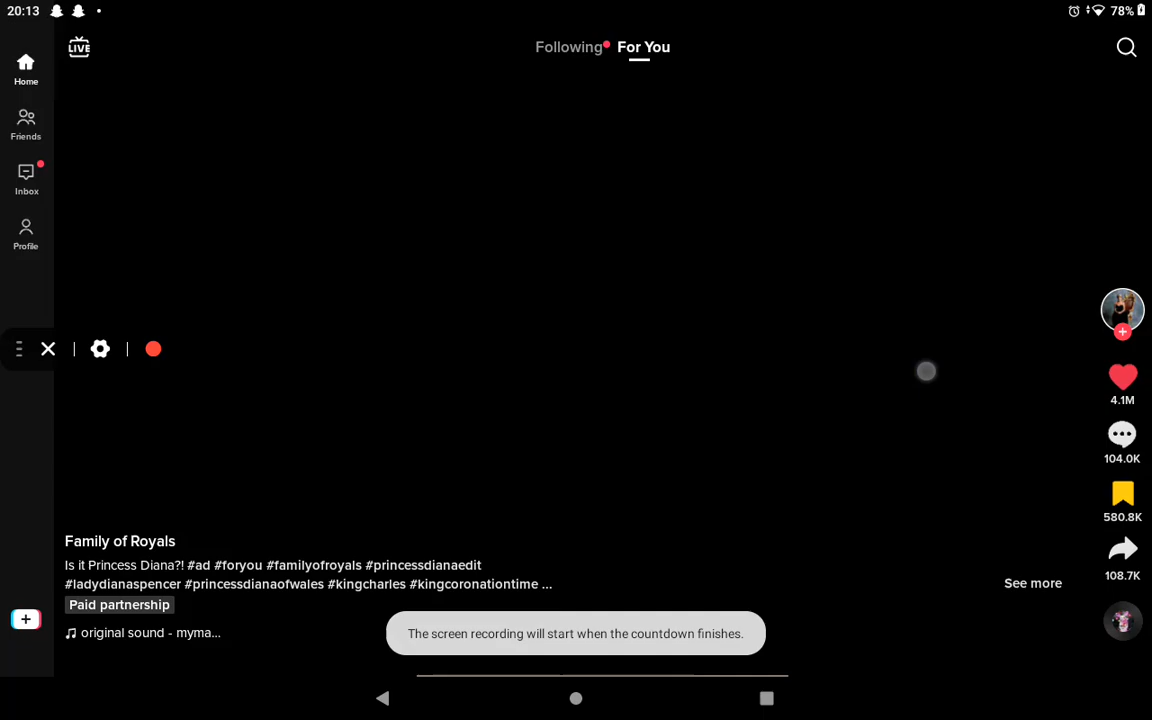 20:13
78%
LIVE
Following
For You
Home
Friends
Inbox
Profile
4.1M
104.0K
580.8K
108.7K
Family of Royals
Is it Princess Diana?! #ad #foryou #familyofroyals #princessdianaedit
#ladydianaspencer #princessdianaofwales #kingcharles #kingcoronationtime ...
See more
Paid partnership
original sound - myma...
The screen recording will start when the countdown finishes.